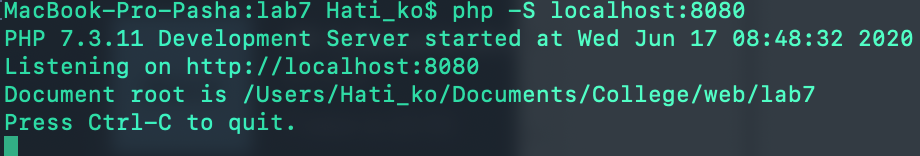 MacBook-Pro-Pasha:lab7 Hati_ko$ php -S localhost:8080
PHP 7.3.11 Development Server started at Wed Jun 17 08:48:32 2020
Listening on http://localhost:8080
Document root is /Users/Hati_ko/Documents/College/web/lab7
Press Ctrl-C to quit.